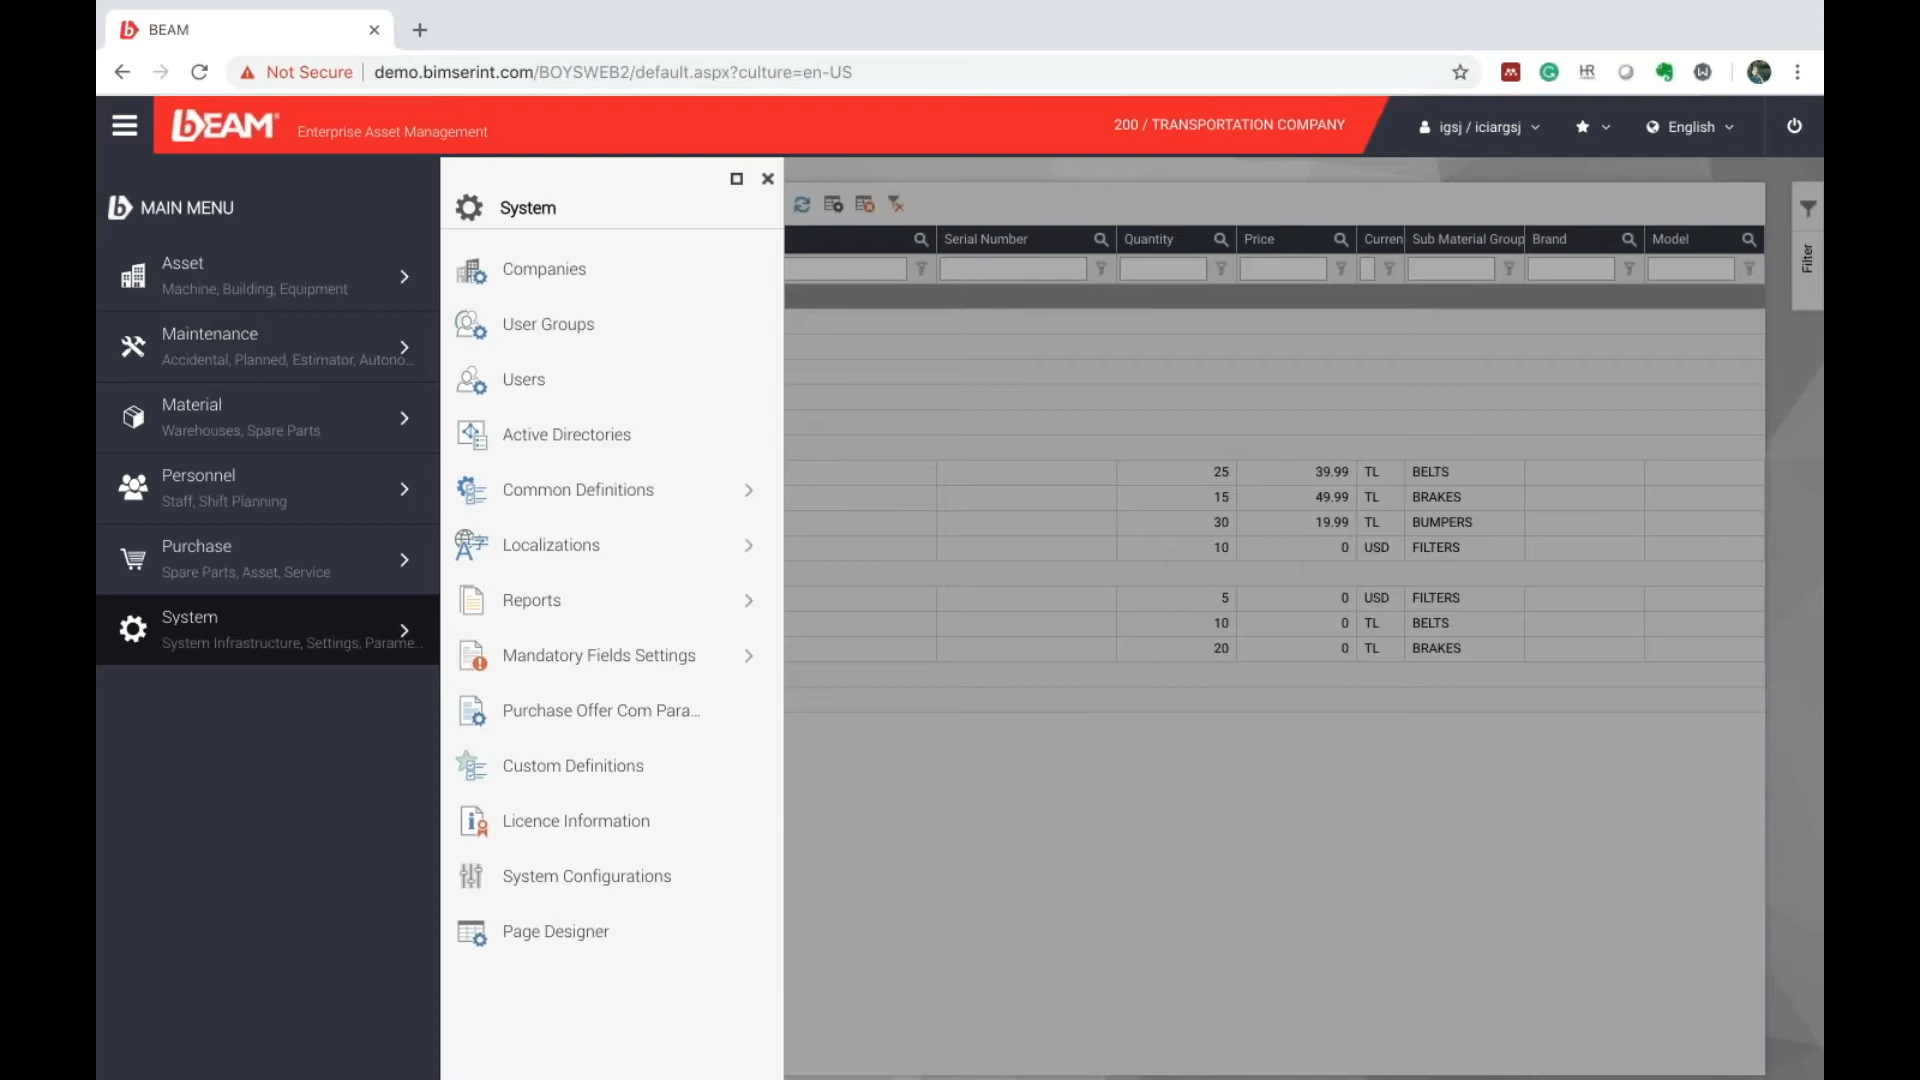 BEAM
Not Secure
demo.bimserint.com/BOYSWEB2/default.aspx?culture=en-US
HR
bEAM
Enterprise Asset Management
200 / TRANSPORTATION COMPANY
igsj / iciargsj
English
MAIN MENU
Asset
Machine, Building, Equipment
Maintenance
Accidental, Planned, Estimator, Autono...
Material
Warehouses, Spare Parts
Personnel
Staff, Shift Planning
Purchase
Spare Parts, Asset, Service
System
System Infrastructure, Settings, Parame...
System
Companies
User Groups
Users
Active Directories
Common Definitions
Localizations
Reports
Mandatory Fields Settings
Purchase Offer Com Para...
Custom Definitions
Licence Information
System Configurations
Page Designer
Serial Number Quantity Price Curren Sub Material Group Brand Model
Filter
25 39.99 TL BELTS
15 49.99 TL BRAKES
30 19.99 TL BUMPERS
10 0 USD FILTERS
5 0 USD FILTERS
10 0 TL BELTS
20 0 TL BRAKES